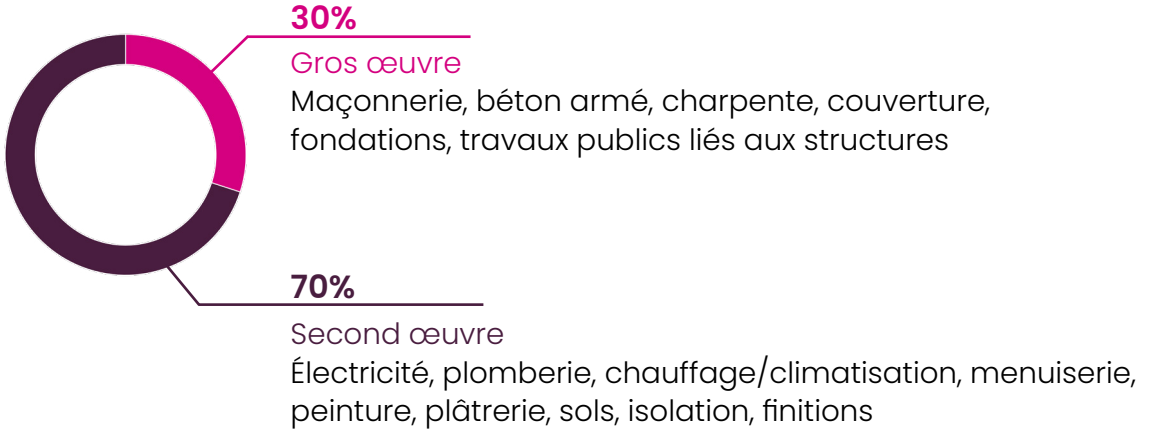 30%
Gros œuvre
Maçonnerie, béton armé, charpente, couverture,
fondations, travaux publics liés aux structures
70%
Second œuvre
Électricité, plomberie, chauffage/climatisation, menuiserie,
peinture, plâtrerie, sols, isolation, finitions